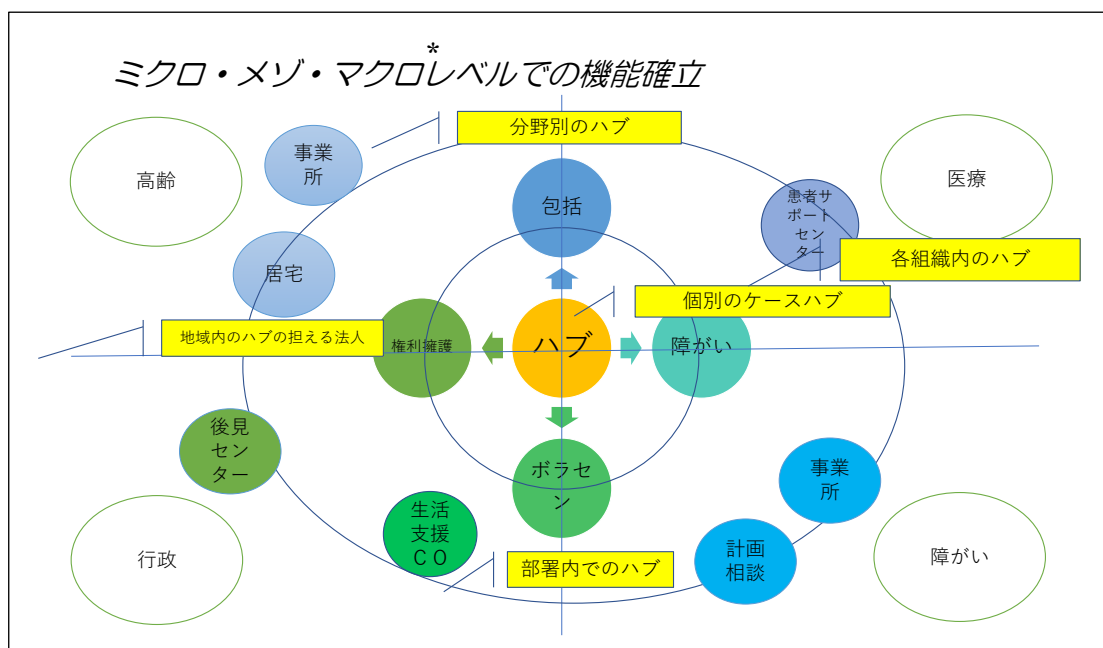 *
ミクロ・メゾ・マクロレベルでの機能確立
分野別のハブ
高齢
事業
所
包括
医療
患者サ
ポート
センタ
ー
居宅
各組織内のハブ
個別のケースハブ
地域内のハブの担える法人
権利擁護
ハブ
障がい
後見
センタ
ー
ボラセ
ン
事業
所
生活
支援
CO
行政
部署内でのハブ
計画
相談
障がい